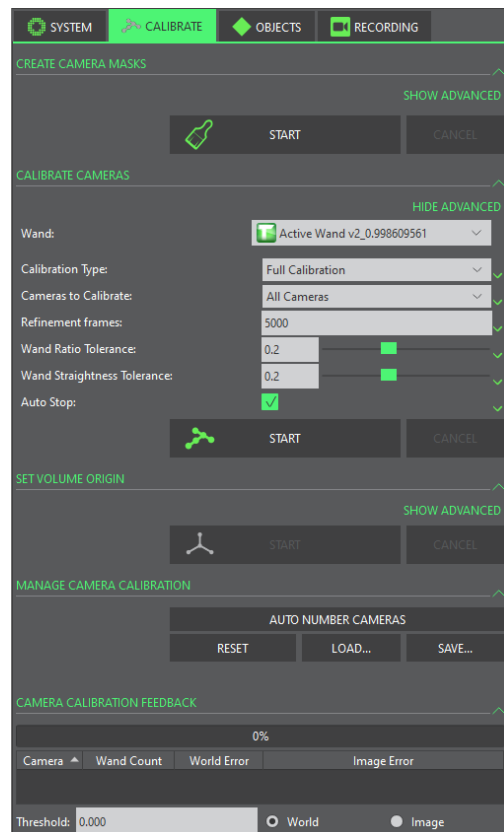 SYSTEM CALIBRATE OBJECTS RECORDING
CREATE CAMERA MASKS
SHOW ADVANCED
START CANCEL
CALIBRATE CAMERAS
HIDE ADVANCED
Wand: Active Wand v2_0.998609561
Calibration Type: Full Calibration
Cameras to Calibrate: All Cameras
Refinement frames: 5000
Wand Ratio Tolerance: 0.2
Wand Straightness Tolerance: 0.2
Auto Stop:
START CANCEL
SET VOLUME ORIGIN
SHOW ADVANCED
START CANCEL
MANAGE CAMERA CALIBRATION
AUTO NUMBER CAMERAS
RESET LOAD... SAVE...
CAMERA CALIBRATION FEEDBACK
0%
Camera Wand Count World Error Image Error
Threshold: 0.000 World Image